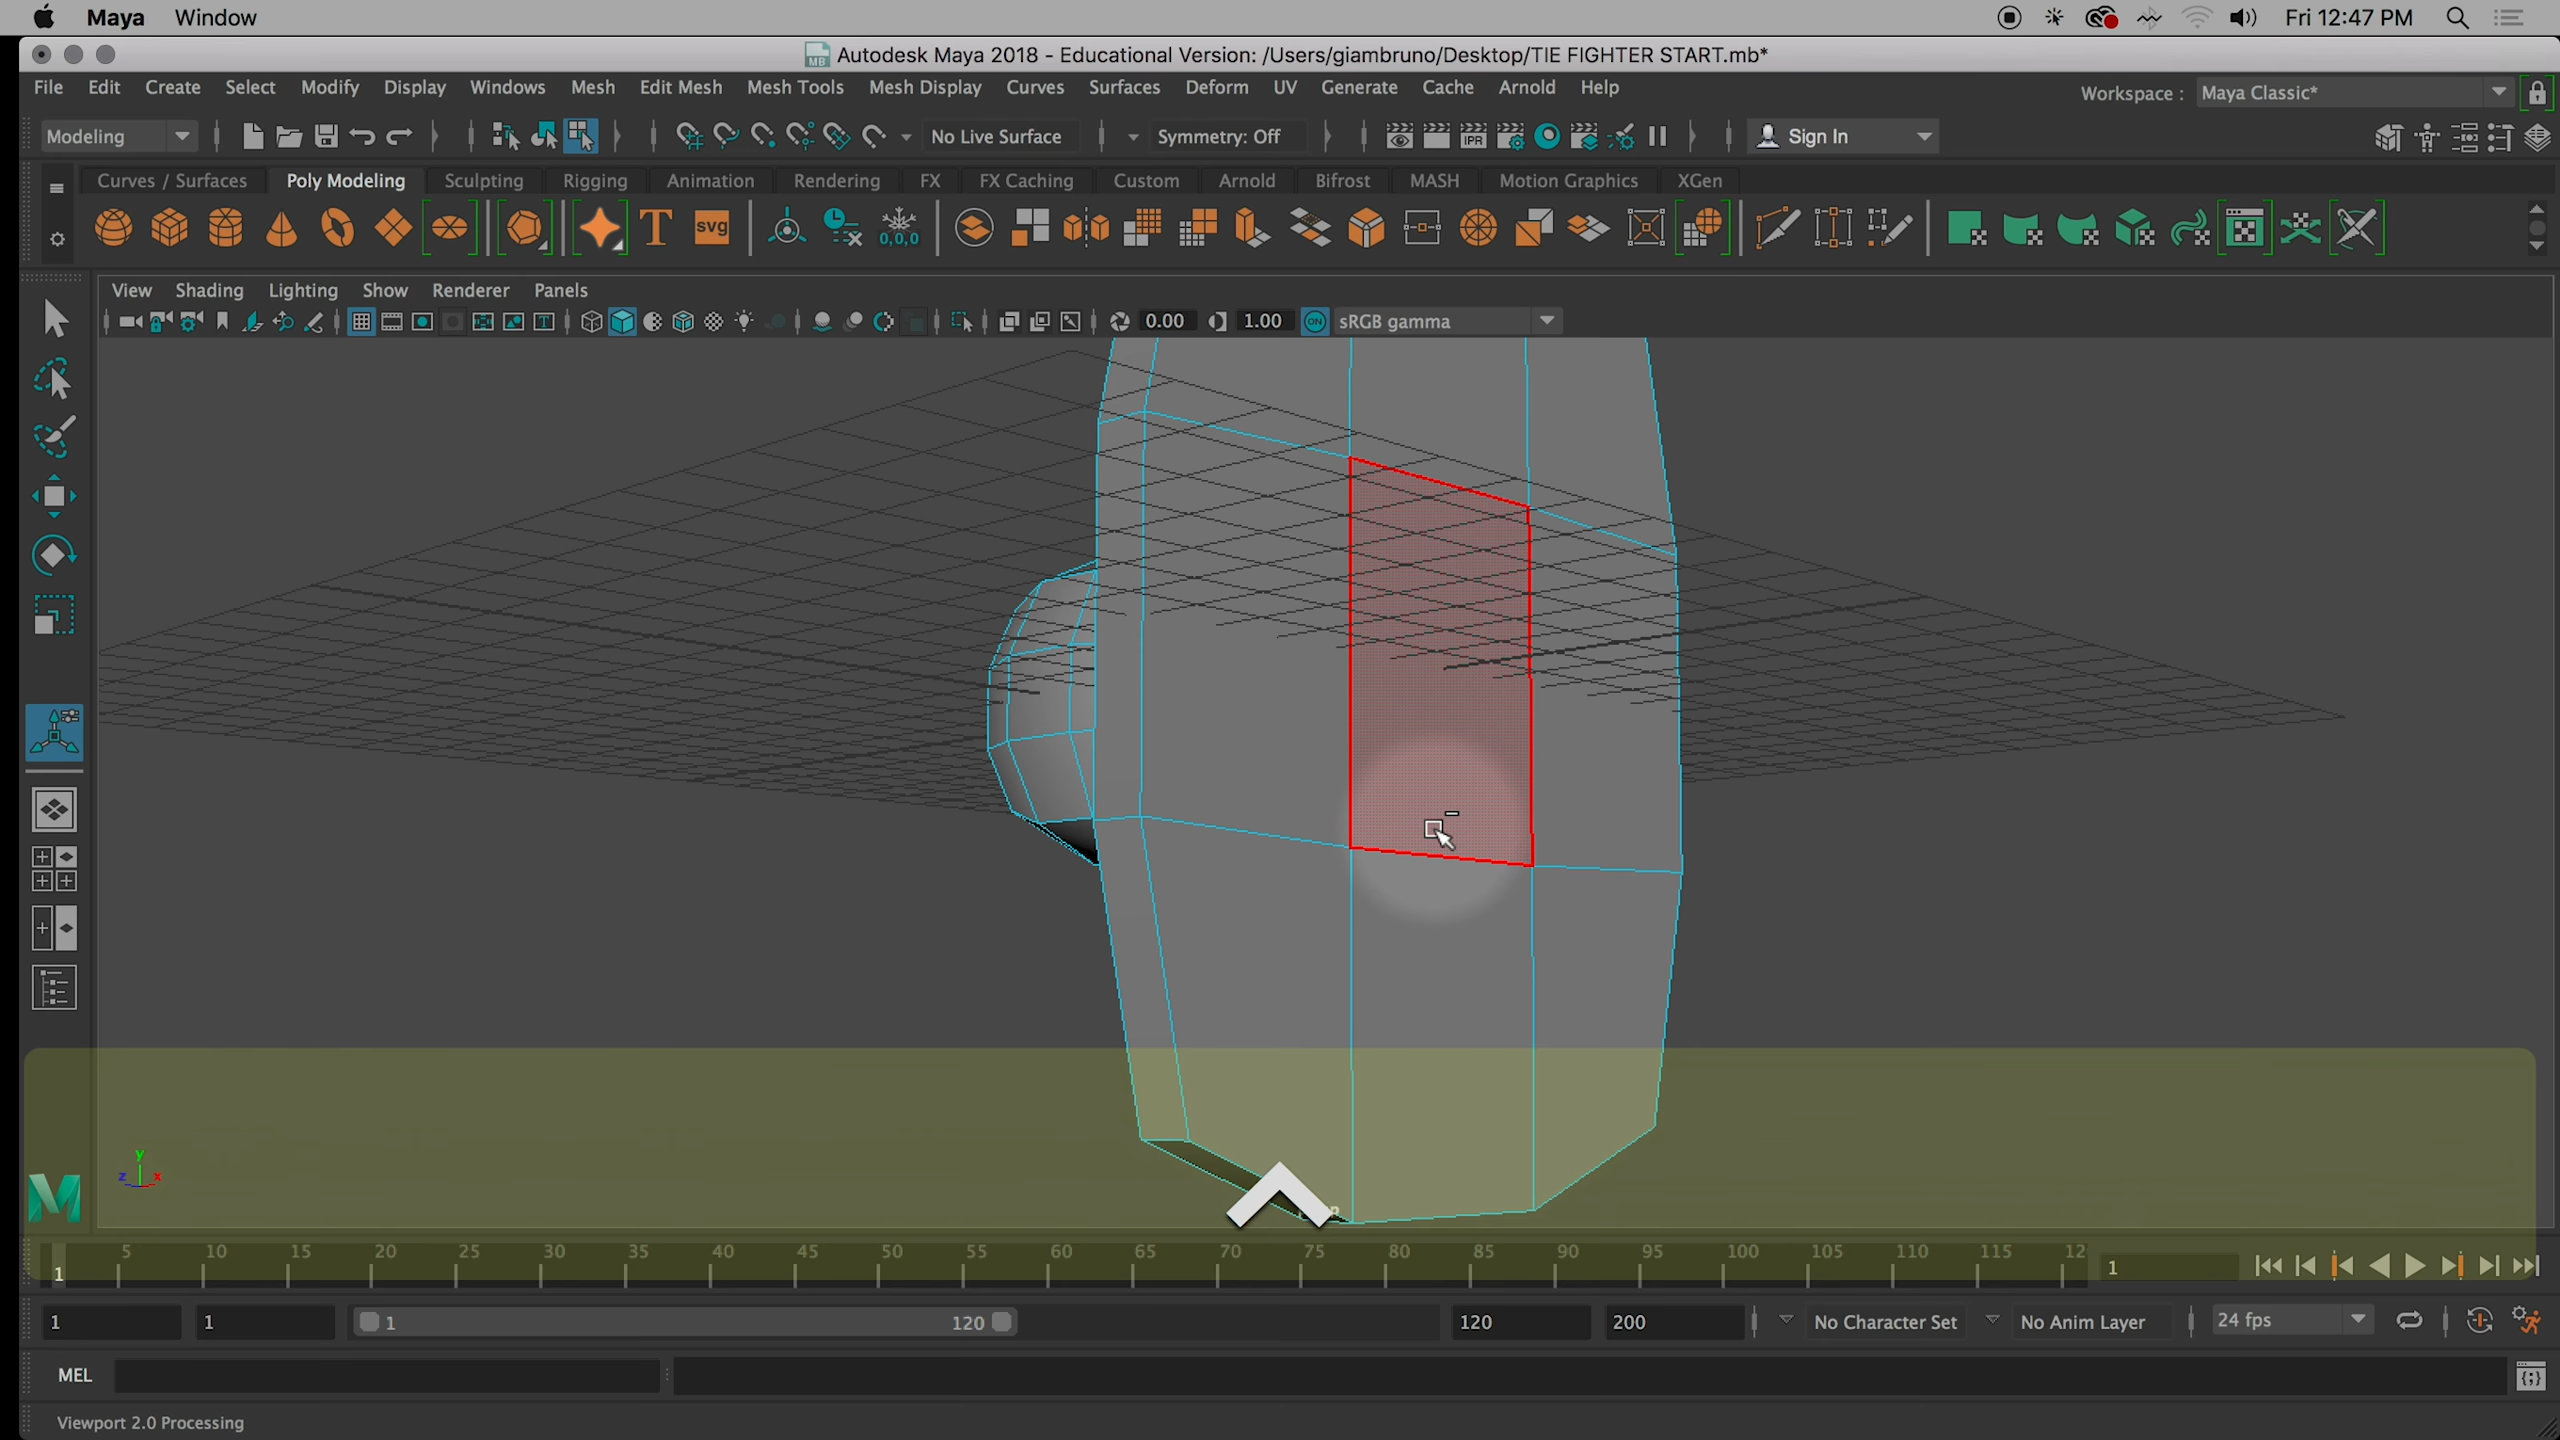 Maya Window Fri 12:47 PM
Autodesk Maya 2018 - Educational Version: /Users/giambruno/Desktop/TIE FIGHTER START.mb*
File Edit Create Select Modify Display Windows Mesh Edit Mesh Mesh Tools Mesh Display Curves Surfaces Deform UV Generate Cache Arnold Help Workspace : Maya Classic*
Modeling No Live Surface Symmetry: Off IPR Sign In
Curves / Surfaces Poly Modeling Sculpting Rigging Animation Rendering FX FX Caching Custom Arnold Bifrost MASH Motion Graphics XGen
T svg 0,0,0
View Shading Lighting Show Renderer Panels
0.00 1.00 ON sRGB gamma
y
z x
M
5 10 15 20 25 30 35 40 45 50 55 60 65 70 75 80 85 90 95 100 105 110 115 12
1 1
1 1 1 120 120 200 No Character Set No Anim Layer 24 fps
MEL
Viewport 2.0 Processing